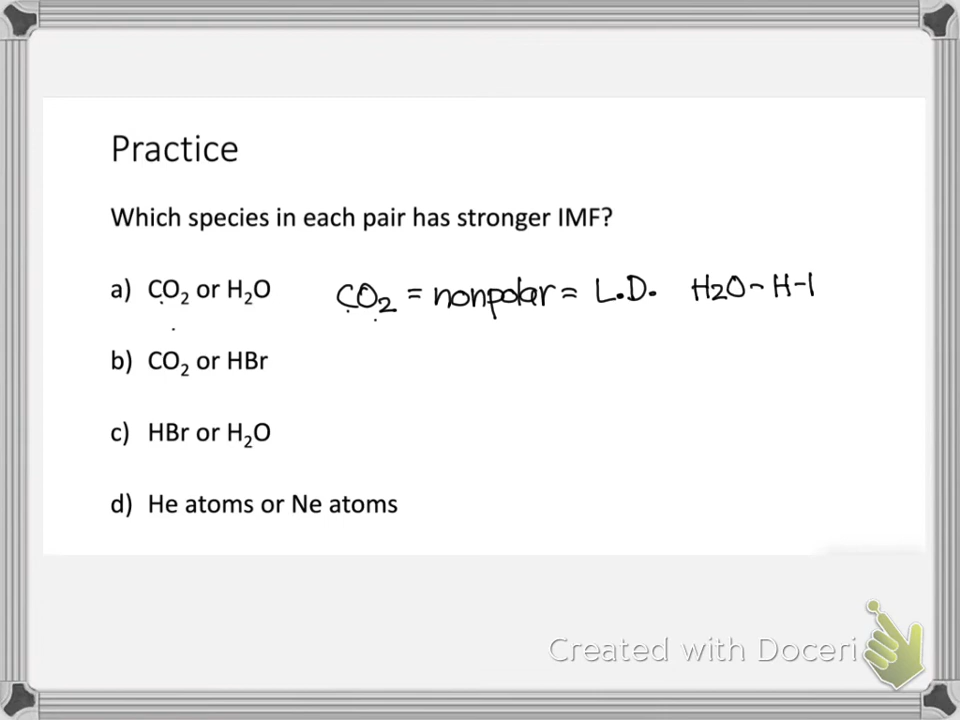 Practice
Which species in each pair has stronger IMF?
a) CO₂ or H₂O CO₂ = nonpolar = L.D. H₂O - H-I
b) CO₂ or HBr
c) HBr or H₂O
d) He atoms or Ne atoms
Created with Doceri